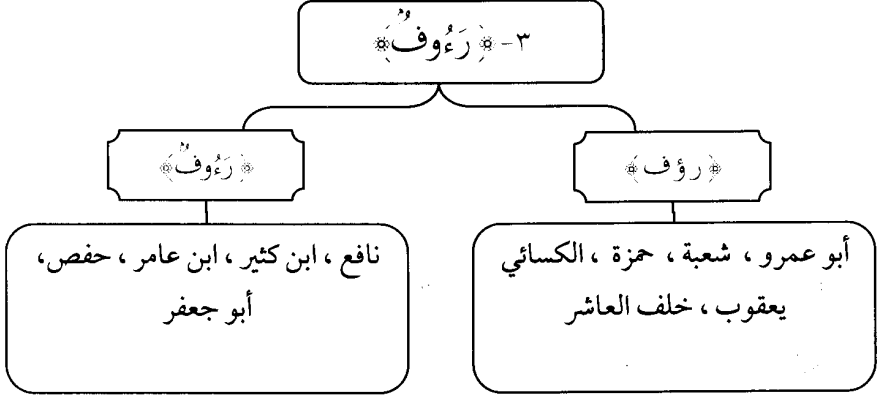 ٣- ﴿رَءُوفٌ﴾
﴿رؤف﴾
أبو عمرو ، شعبة ، حمزة ، الكسائي
يعقوب ، خلف العاشر
﴿رَءُوفٌ﴾
نافع ، ابن كثير ، ابن عامر ، حفص،
أبو جعفر